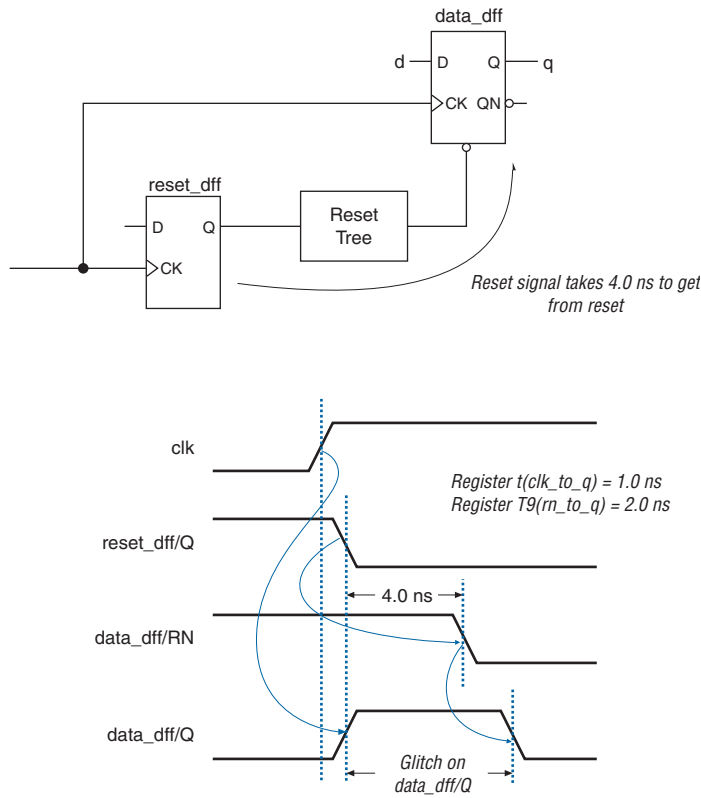 data_dff
d
D
Q
q
CK
QN
reset_dff
D
Q
CK
Reset
Tree
Reset signal takes 4.0 ns to get
from reset
clk
Register t(clk_to_q) = 1.0 ns
Register T9(rn_to_q) = 2.0 ns
reset_dff/Q
4.0 ns
data_dff/RN
data_dff/Q
Glitch on
data_dff/Q